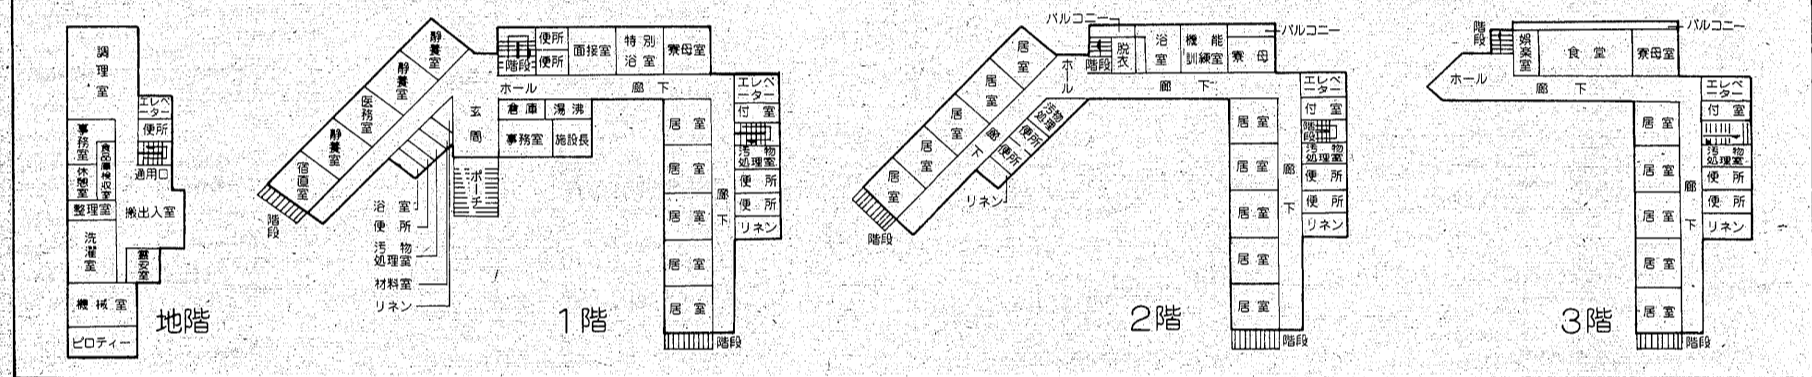 調理室
エレベーター
便所
事務室
食品庫検収室
休憩室
通用口
整理室
搬出入室
洗濯室
霊安室
機械室
ピロティー
地階
静養室
静養室
医務室
静養室
宿直室
階段
階段
便所
便所
面接室
特別浴室
寮母室
ホール
廊下
玄関
倉庫
湯沸
事務室
施設長
ポーチ
浴室
便所
汚物処理室
材料室
リネン
エレベーター
付室
汚物処理室
便所
便所
リネン
居室
居室
居室
居室
居室
廊下
階段
1階
バルコニー
バルコニー
居室
居室
居室
居室
居室
廊下
階段
ホール
階段
脱衣
浴室
機能訓練室
寮母
廊下
汚物処理
便所
便所
リネン
エレベーター
付室
階段
汚物処理室
便所
便所
リネン
居室
居室
居室
居室
居室
廊下
階段
2階
階段
バルコニー
娯楽室
食堂
寮母室
ホール
廊下
エレベーター
付室
汚物処理室
便所
便所
リネン
居室
居室
居室
居室
居室
廊下
階段
3階